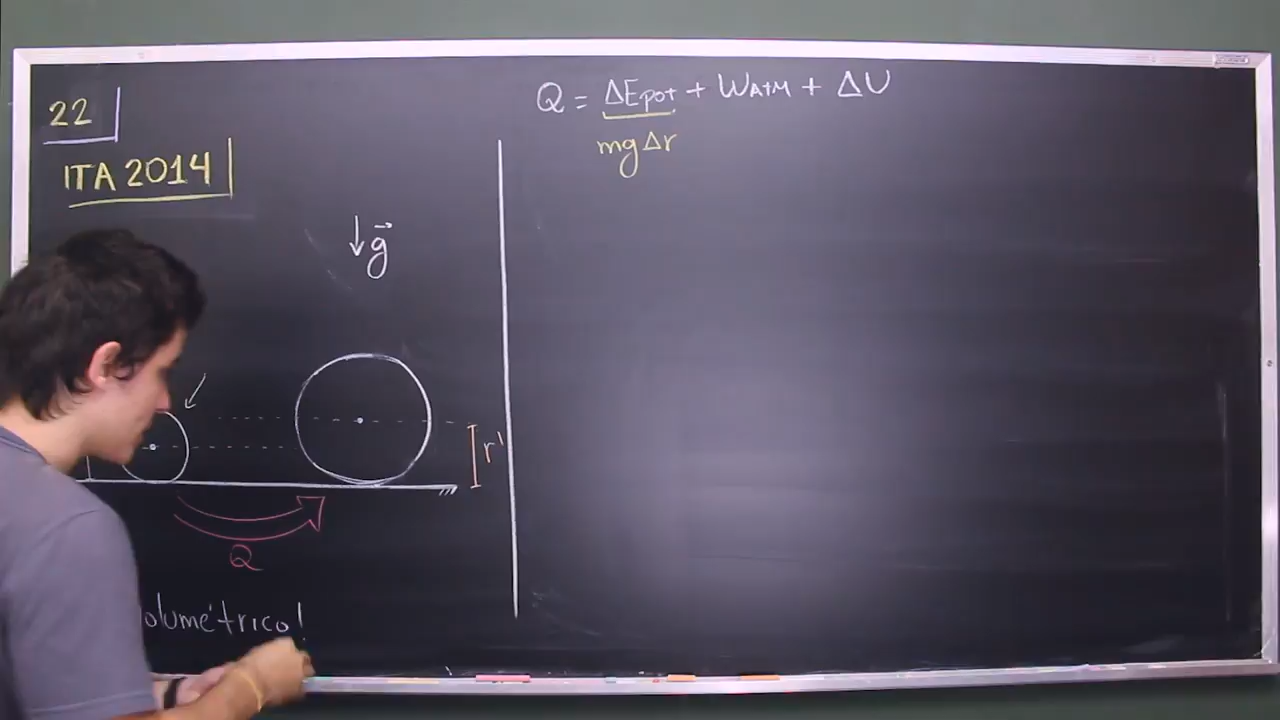 22
ITA 2014
g⃗
r'
Q
olumétrico!
Q = ΔEpot + WATM + ΔU
mgΔr